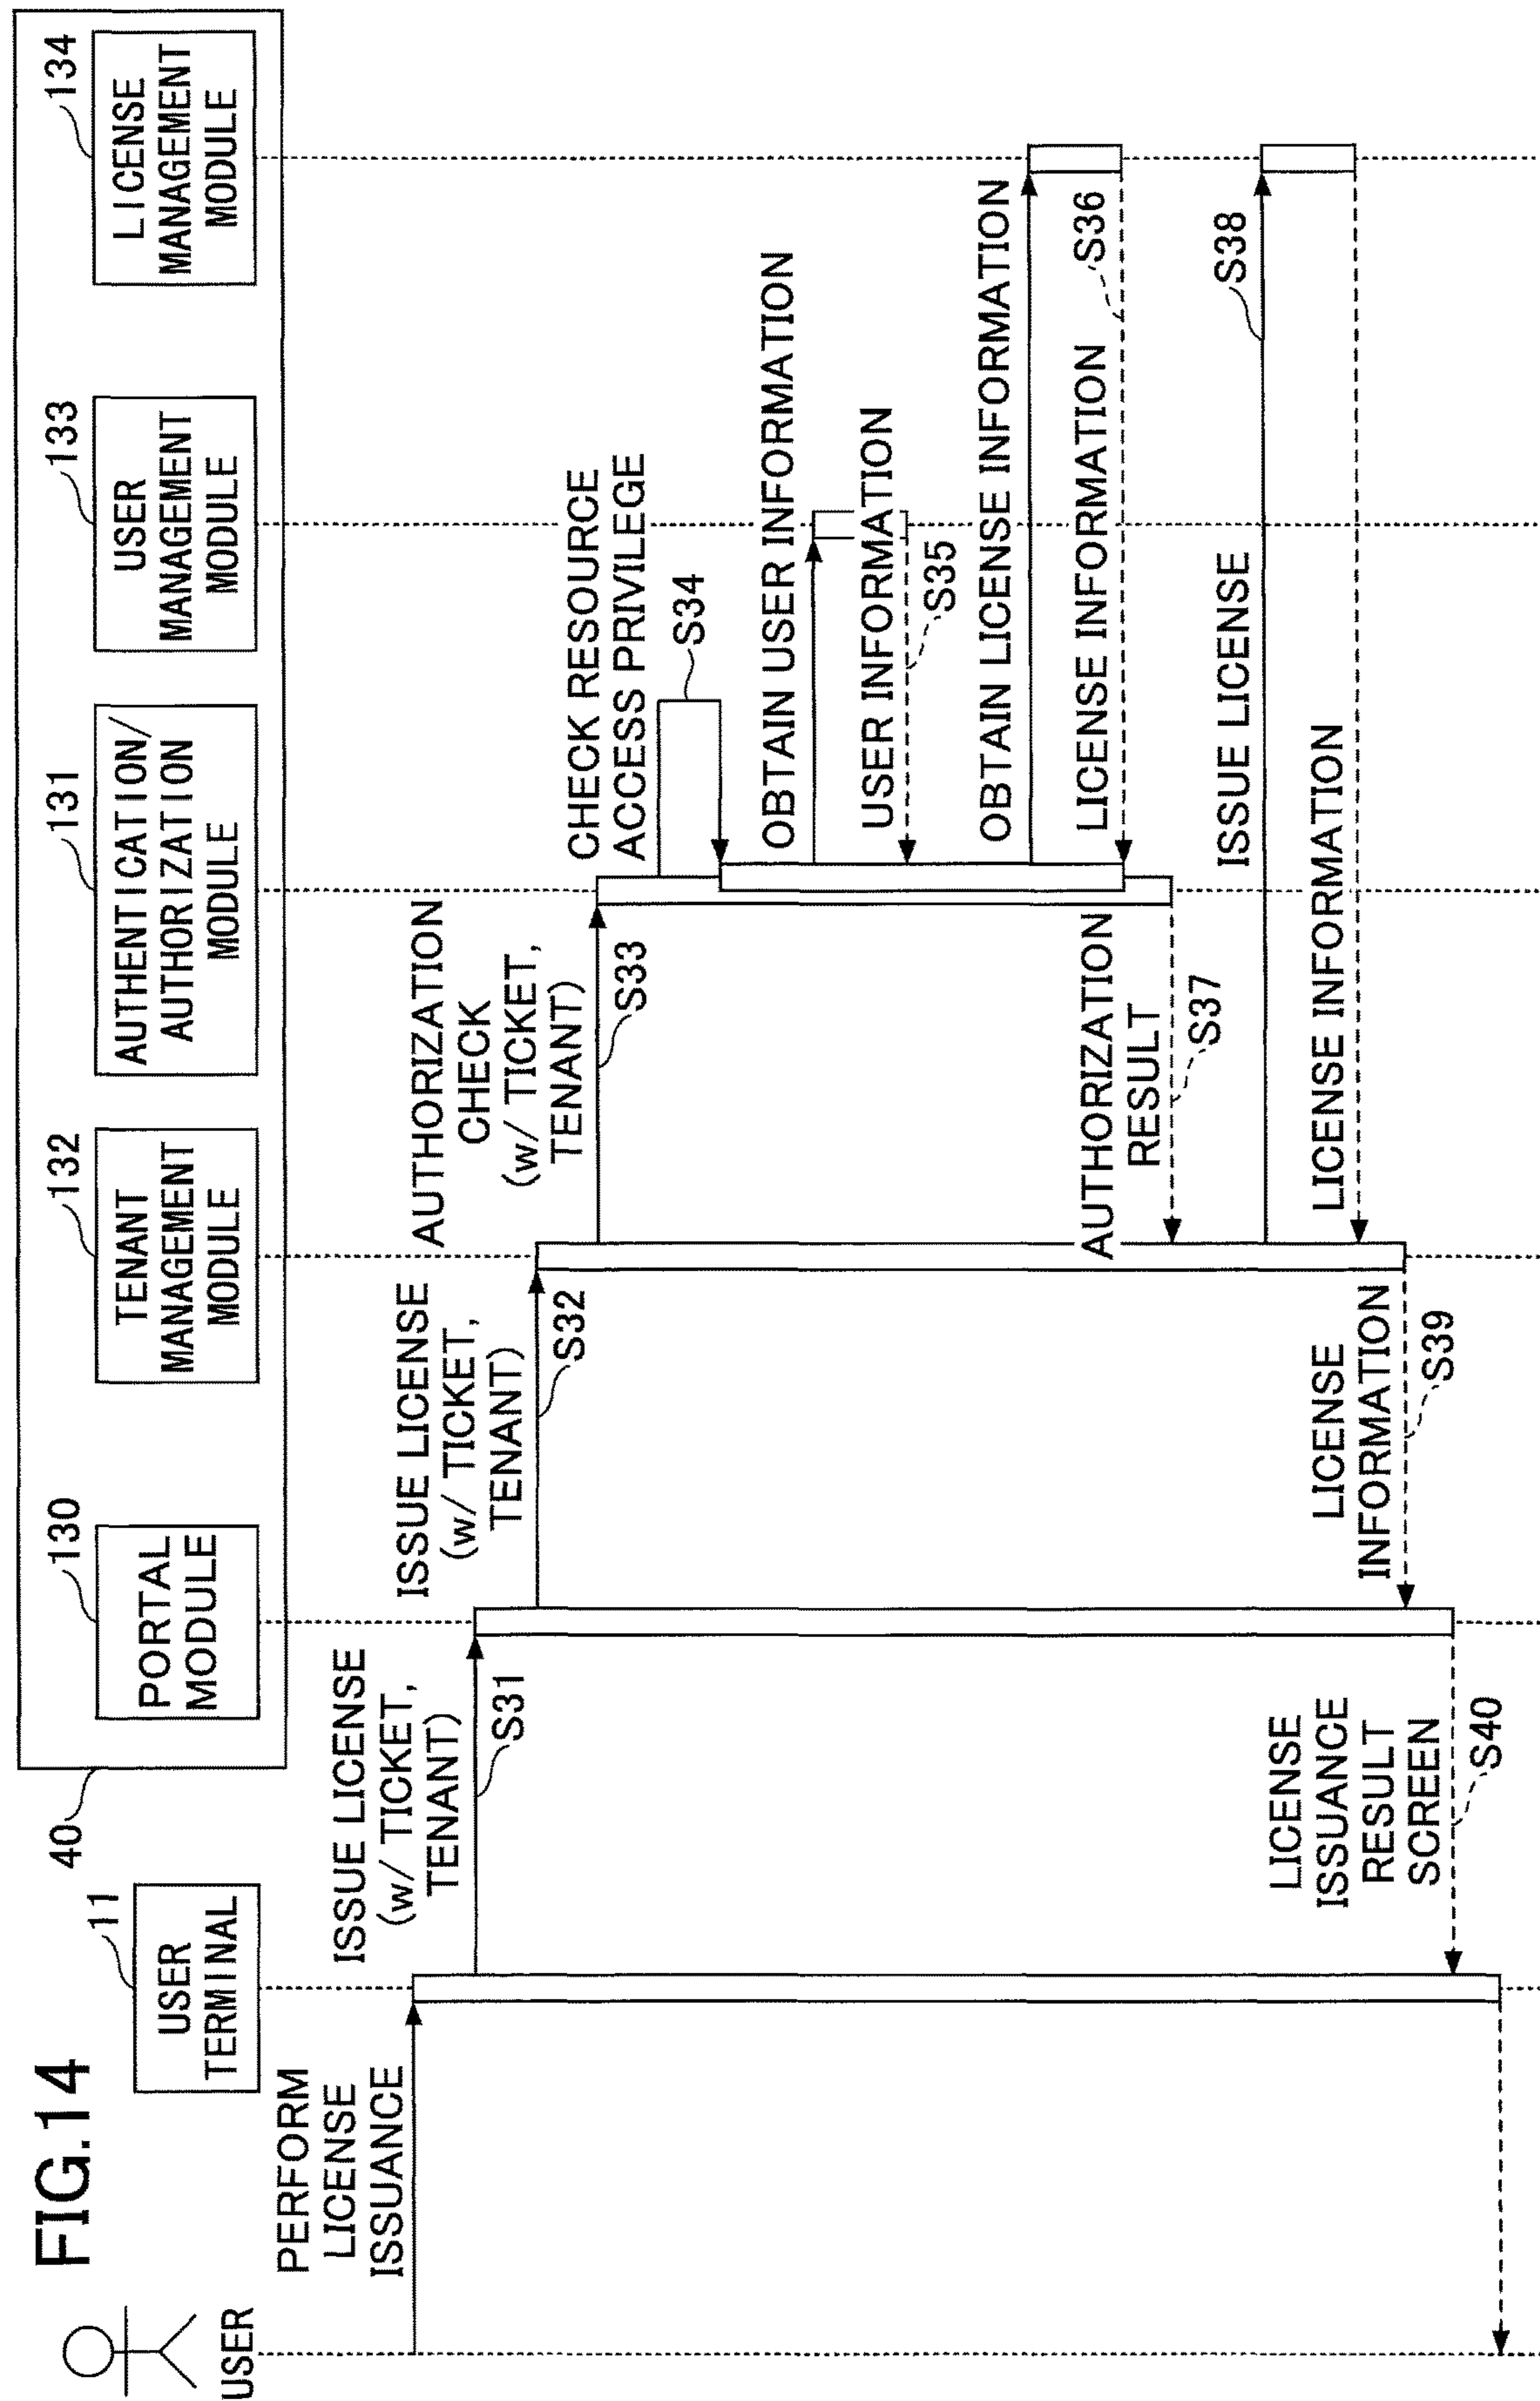 FIG.14
USER
11
USER
TERMINAL
40
130
PORTAL
MODULE
132
TENANT
MANAGEMENT
MODULE
131
AUTHENTICATION/
AUTHORIZATION
MODULE
133
USER
MANAGEMENT
MODULE
134
LICENSE
MANAGEMENT
MODULE
PERFORM
LICENSE
ISSUANCE
ISSUE LICENSE
(w/ TICKET,
TENANT)
S31
ISSUE LICENSE
(w/ TICKET,
TENANT)
S32
AUTHORIZATION
CHECK
(w/ TICKET,
TENANT)
S33
CHECK RESOURCE
ACCESS PRIVILEGE
S34
OBTAIN USER INFORMATION
USER INFORMATION
S35
OBTAIN LICENSE INFORMATION
LICENSE INFORMATION
S36
AUTHORIZATION
RESULT
S37
ISSUE LICENSE
S38
LICENSE INFORMATION
LICENSE
INFORMATION
S39
LICENSE
ISSUANCE
RESULT
SCREEN
S40